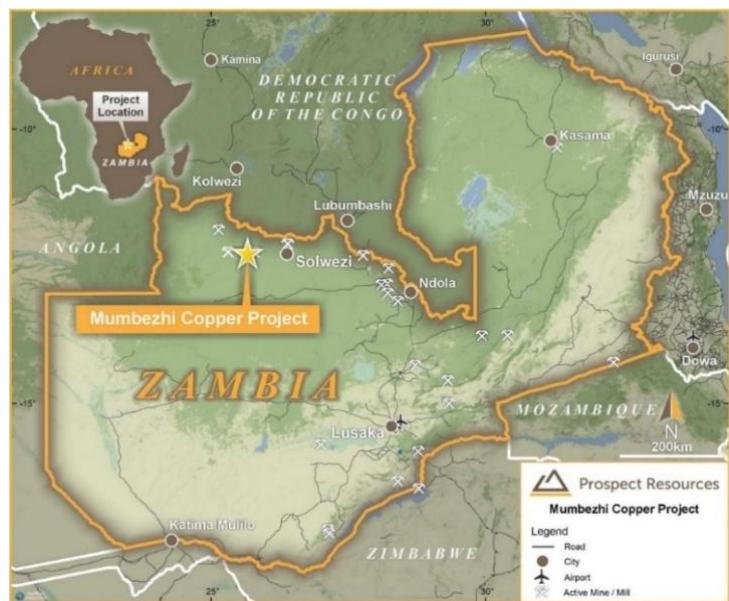 25°
30°
Kamina
Igurusi
AFRICA
DEMOCRATIC
REPUBLIC
OF THE CONGO
Project
Location
ZAMBIA
-10°
-10°
Kasama
Kolwezi
Mzuzu
Lubumbashi
ANGOLA
Solwezi
Ndola
Mumbezhi Copper Project
Dowa
ZAMBIA
MOZAMBIQUE
-15°
-15°
N
Lusaka
200km
Prospect Resources
Mumbezhi Copper Project
Legend
Road
City
Airport
Active Mine / Mill
Katima Mulilo
ZIMBABWE
25°